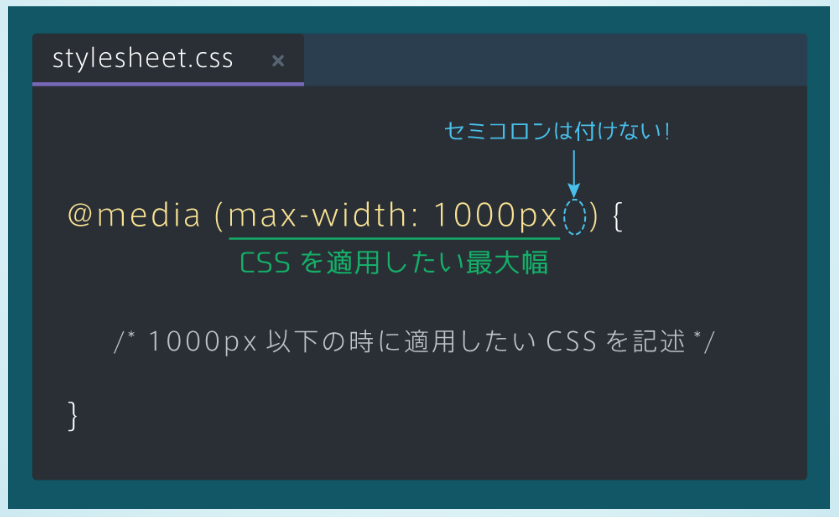 stylesheet.css ×
セミコロンは付けない!
@media (max-width: 1000px ) {
CSS を適用したい最大幅
/* 1000px 以下の時に適用したい CSS を記述 */
}